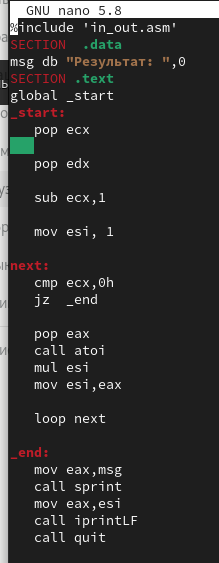 GNU nano 5.8
%include 'in_out.asm'
SECTION .data
msg db "Результат: ",0
SECTION .text
global _start
_start:
pop ecx
pop edx
sub ecx,1
mov esi, 1
next:
cmp ecx,0h
jz _end
pop eax
call atoi
mul esi
mov esi,eax
loop next
_end:
mov eax,msg
call sprint
mov eax,esi
call iprintLF
call quit